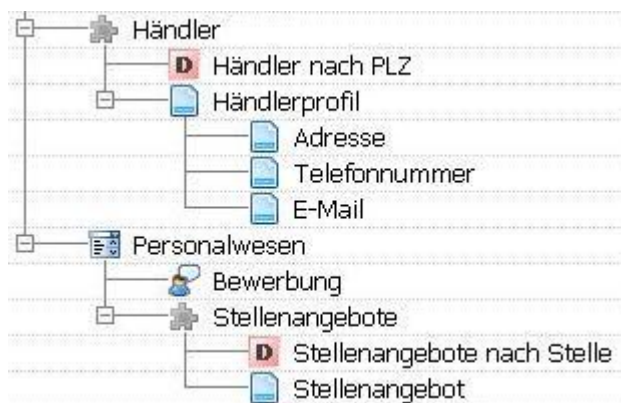 Händler
D Händler nach PLZ
Händlerprofil
Adresse
Telefonnummer
E-Mail
Personalwesen
Bewerbung
Stellenangebote
D Stellenangebote nach Stelle
Stellenangebot